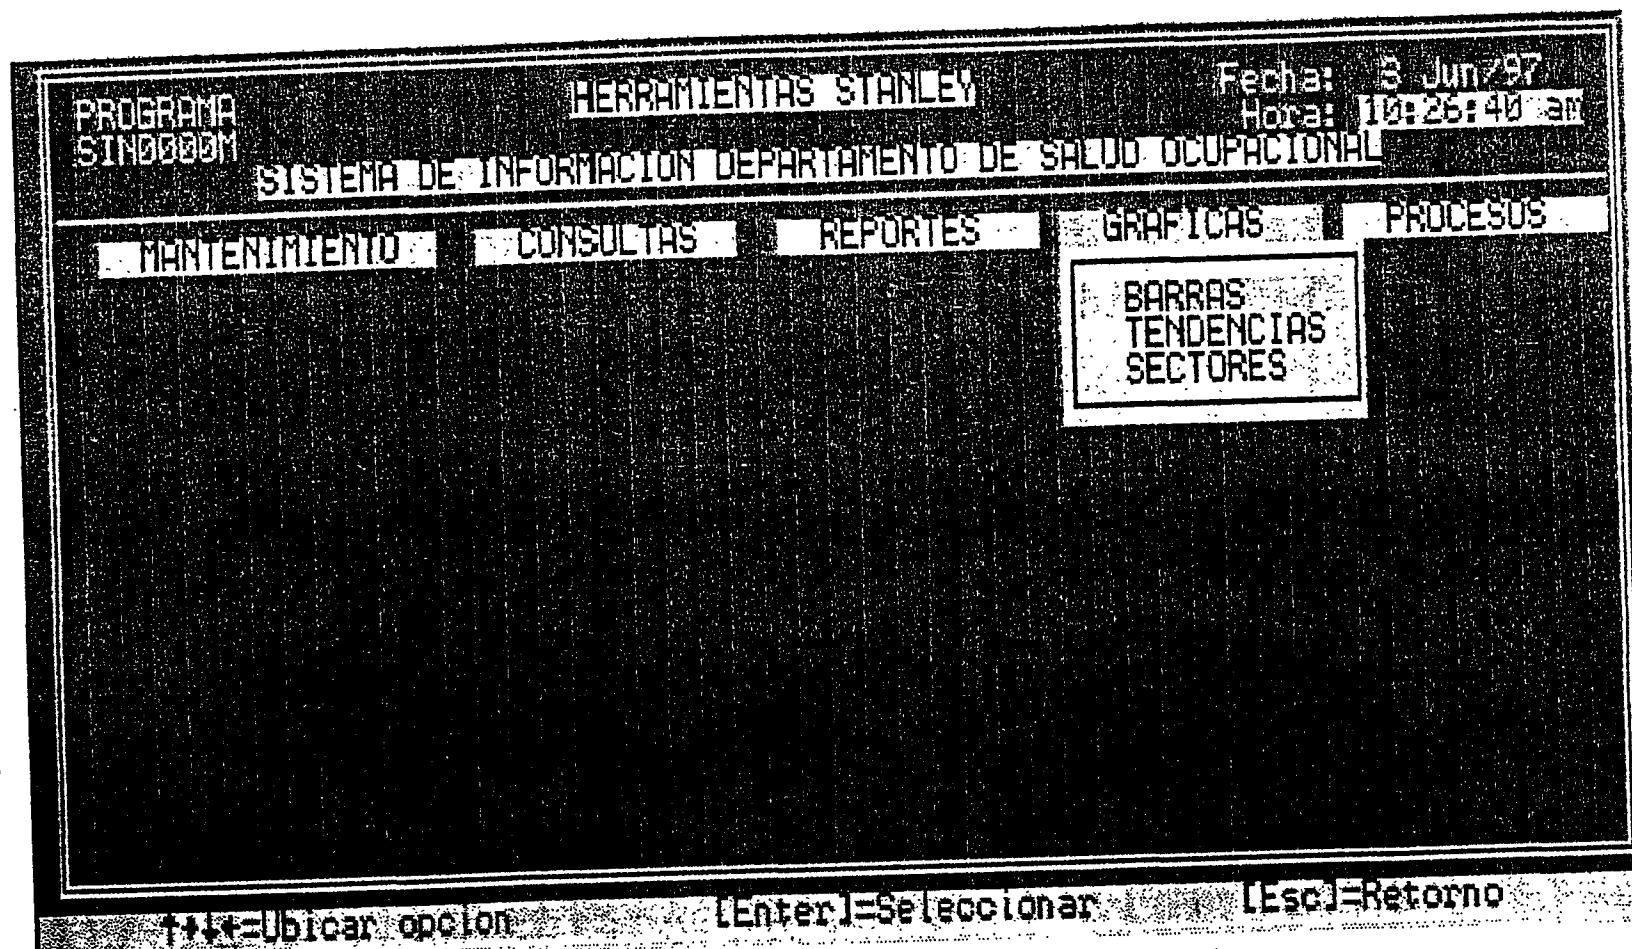 PROGRAMA HERRAMIENTAS STANLEY Fecha: 3 Jun/97
SIN0000M Hora: 10:26:40 am
SISTEMA DE INFORMACION DEPARTAMENTO DE SALUD OCUPACIONAL
MANTENIMIENTO CONSULTAS REPORTES GRAFICAS PROCESOS
BARRAS
TENDENCIAS
SECTORES
↑→↓←=Ubicar opcion [Enter]=Seleccionar [Esc]=Retorno